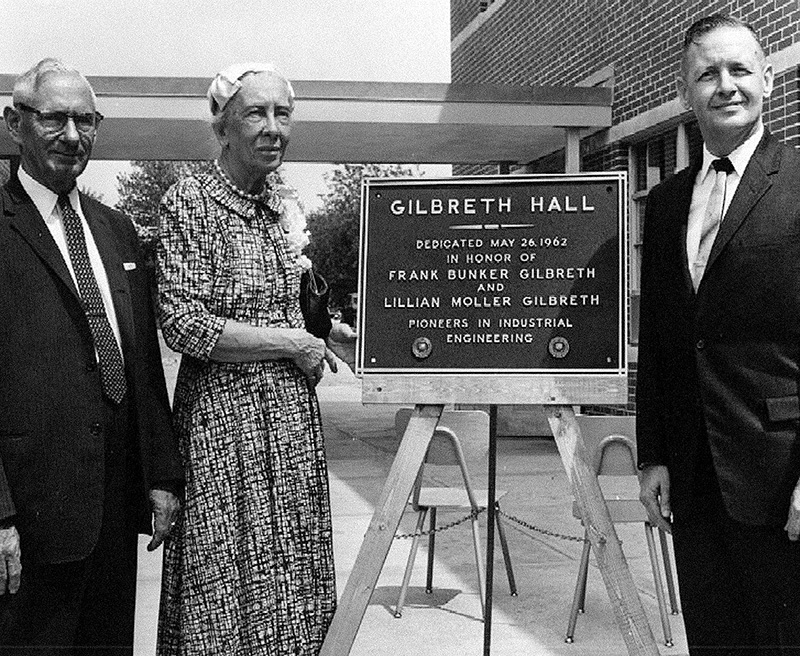 GILBRETH HALL
DEDICATED MAY 26, 1962
IN HONOR OF
FRANK BUNKER GILBRETH
AND
LILLIAN MOLLER GILBRETH
PIONEERS IN INDUSTRIAL
ENGINEERING